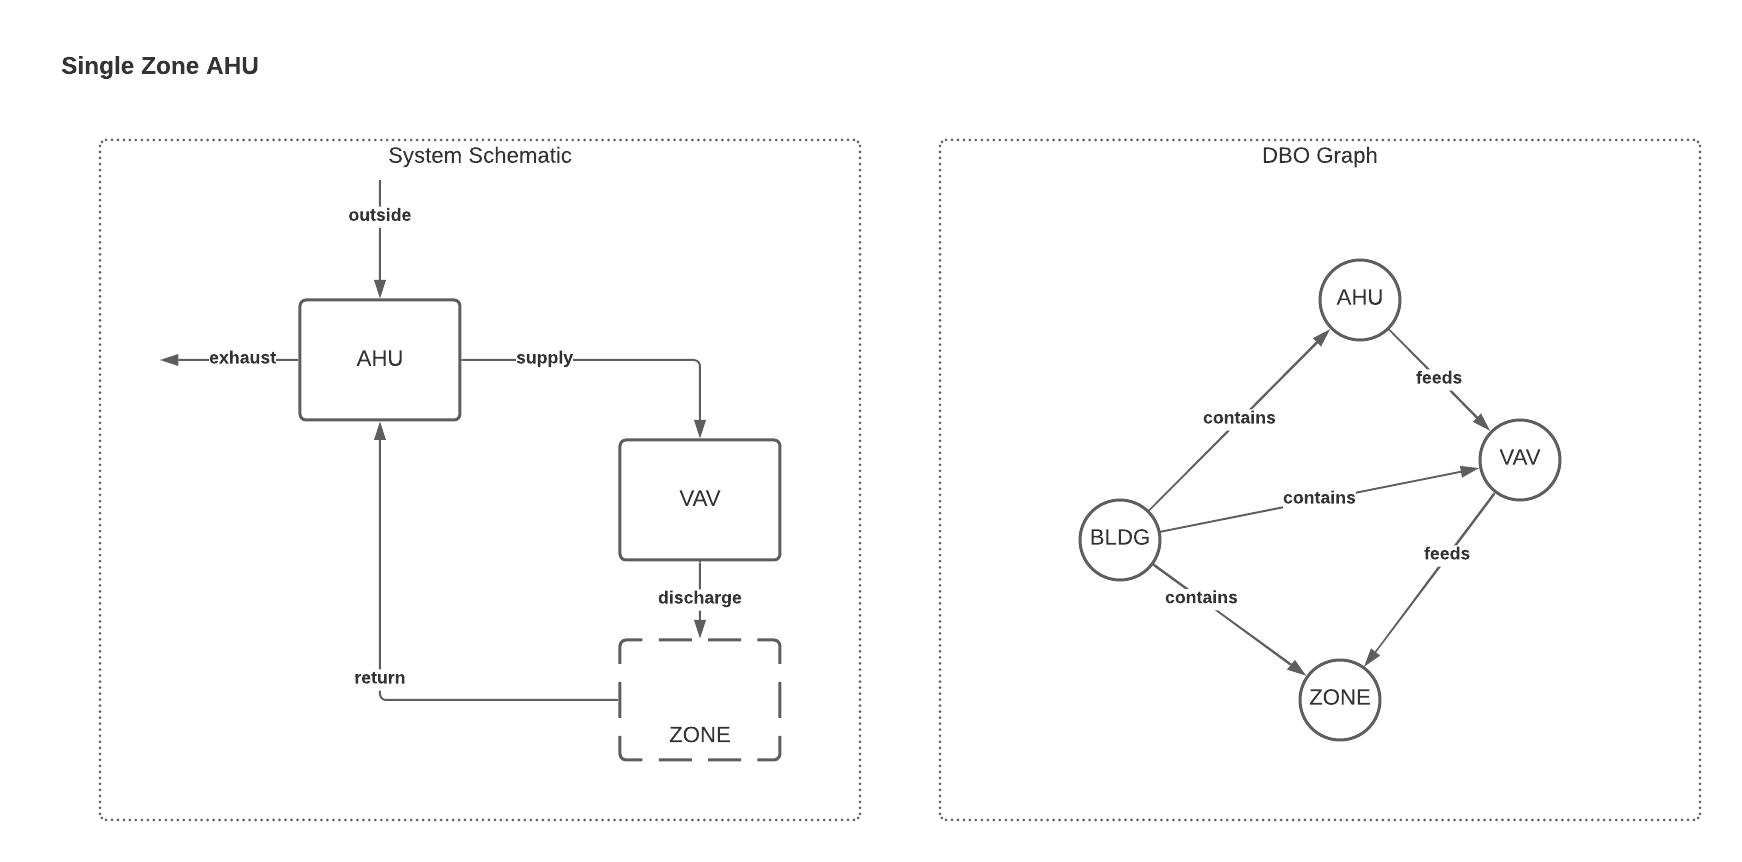 Single Zone AHU
System Schematic
outside
exhaust
AHU
supply
VAV
discharge
return
ZONE
DBO Graph
AHU
feeds
contains
VAV
contains
BLDG
feeds
contains
ZONE